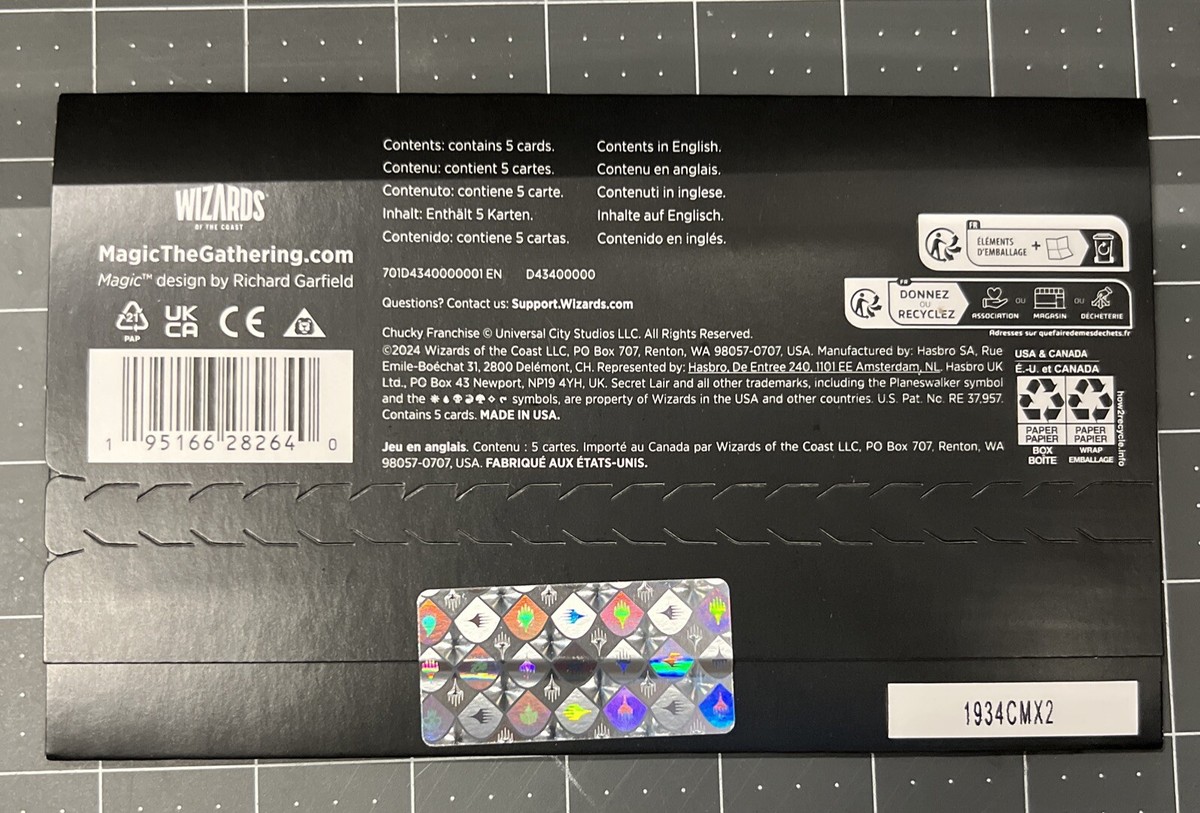 Contents: contains 5 cards. Contents in English.
Contenu: contient 5 cartes. Contenu en anglais.
Contenuto: contiene 5 carte. Contenuti in inglese.
Inhalt: Enthält 5 Karten. Inhalte auf Englisch.
Contenido: contiene 5 cartas. Contenido en inglés.
701D4340000001 EN D43400000
Questions? Contact us: Support.Wizards.com
WIZARDS
OF THE COAST
MagicTheGathering.com
Magic™ design by Richard Garfield
21
PAP
UK
CA
CE
1 95166 28264 0
Chucky Franchise © Universal City Studios LLC. All Rights Reserved.
©2024 Wizards of the Coast LLC, PO Box 707, Renton, WA 98057-0707, USA. Manufactured by: Hasbro SA, Rue
Emile-Boéchat 31, 2800 Delémont, CH. Represented by: Hasbro, De Entree 240, 1101 EE Amsterdam, NL. Hasbro UK
Ltd., PO Box 43 Newport, NP19 4YH, UK. Secret Lair and all other trademarks, including the Planeswalker symbol
and the symbols, are property of Wizards in the USA and other countries. U.S. Pat. No. RE 37,957.
Contains 5 cards. MADE IN USA.
Jeu en anglais. Contenu : 5 cartes. Importé au Canada par Wizards of the Coast LLC, PO Box 707, Renton, WA
98057-0707, USA. FABRIQUÉ AUX ÉTATS-UNIS.
FR
ÉLÉMENTS
D'EMBALLAGE +
FR
DONNEZ
OU
RECYCLEZ
ASSOCIATION OU MAGASIN OU DÉCHÈTERIE
Adresses sur quefairedemesdechets.fr
USA & CANADA
É.-U. et CANADA
PAPER PAPER
PAPIER PAPIER
BOX WRAP
BOÎTE EMBALLAGE
how2recycle.info
1934CMX2